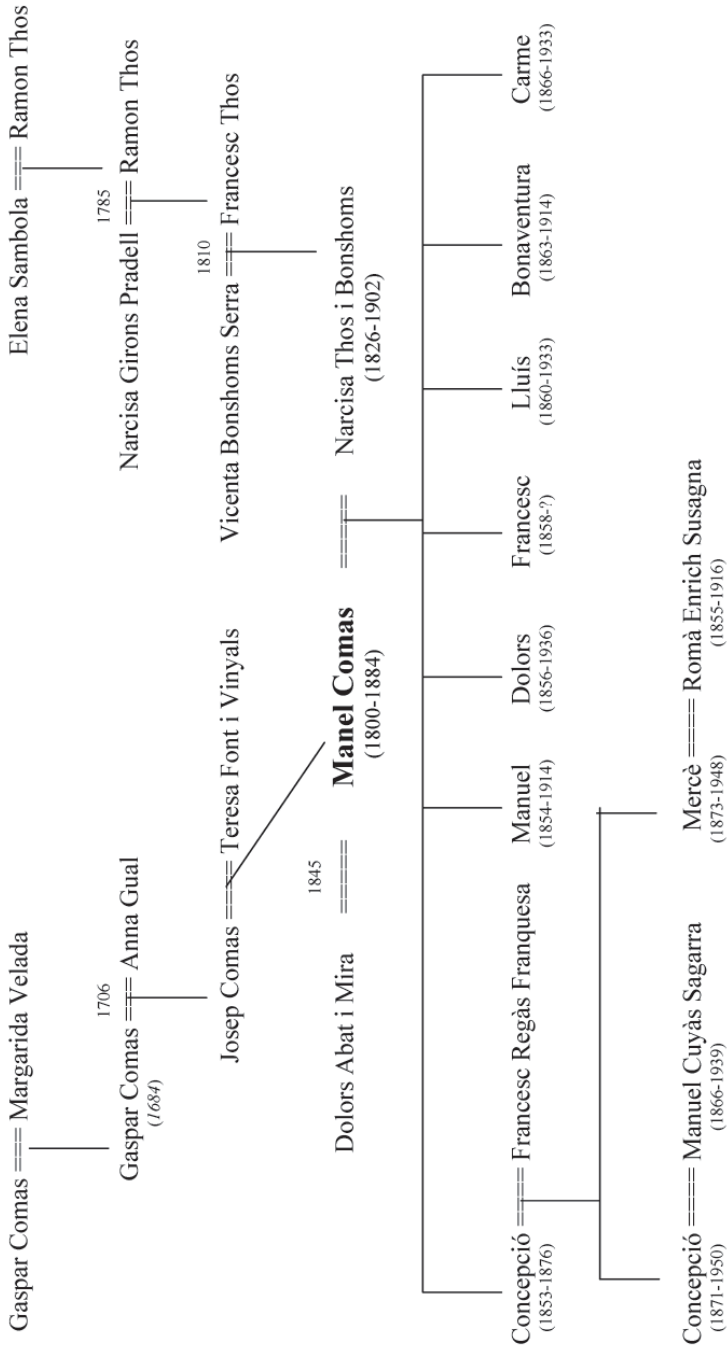 Gaspar Comas === Margarida Velada
Elena Sambola === Ramon Thos
1706
1785
Gaspar Comas === Anna Gual
Narcisa Girons Pradell === Ramon Thos
(1684)
1810
Josep Comas ==== Teresa Font i Vinyals
Vicenta Bonshoms Serra === Francesc Thos
1845
Dolors Abat i Mira ===== Manel Comas ===== Narcisa Thos i Bonshoms
(1800-1884)
(1826-1902)
Concepció ==== Francesc Regàs Franquesa
Manuel
Dolors
Francesc
Lluís
Bonaventura
Carme
(1853-1876)
(1854-1914)
(1856-1936)
(1858-?)
(1860-1933)
(1863-1914)
(1866-1933)
Concepció ===== Manuel Cuyàs Sagarra
Mercè ===== Romà Enrich Susagna
(1871-1950)
(1866-1939)
(1873-1948)
(1855-1916)